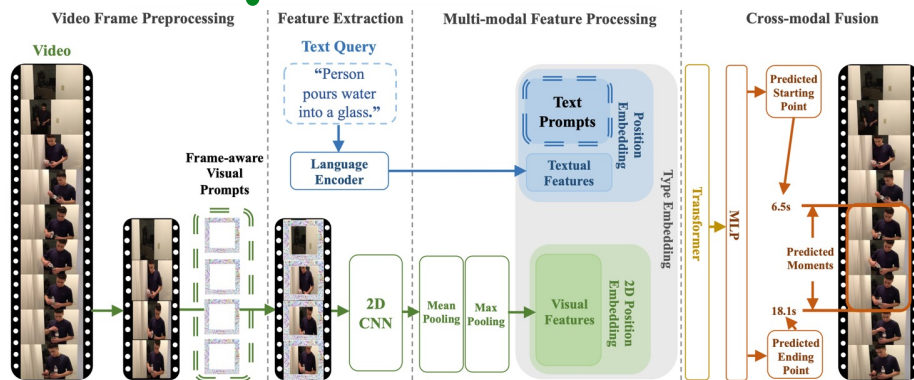 Video Frame Preprocessing
Feature Extraction
Multi-modal Feature Processing
Cross-modal Fusion
Video
Frame-aware
Visual
Prompts
Text Query
“Person
pours water
into a glass.”
Language
Encoder
2D
CNN
Mean
Pooling
Max
Pooling
Text
Prompts
Textual
Features
Position
Embedding
Visual
Features
2D Position
Embedding
Type Embedding
Transformer
MLP
Predicted
Starting
Point
6.5s
Predicted
Moments
18.1s
Predicted
Ending
Point